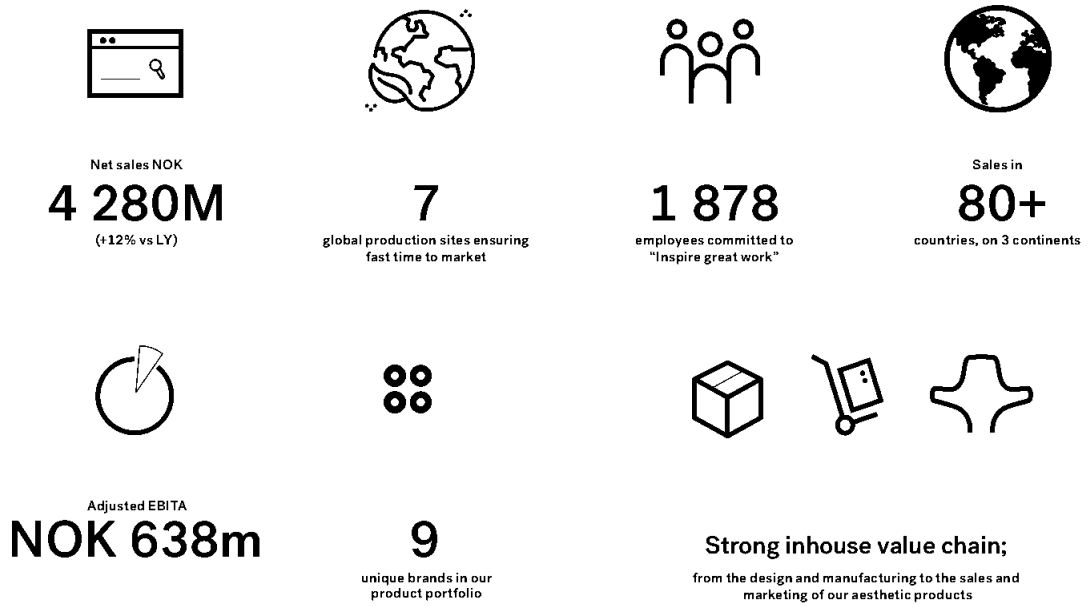 Net sales NOK
4 280M
(+12% vs LY)
7
global production sites ensuring
fast time to market
1 878
employees committed to
“Inspire great work”
Sales in
80+
countries, on 3 continents
Adjusted EBITA
NOK 638m
9
unique brands in our
product portfolio
Strong inhouse value chain;
from the design and manufacturing to the sales and
marketing of our aesthetic products